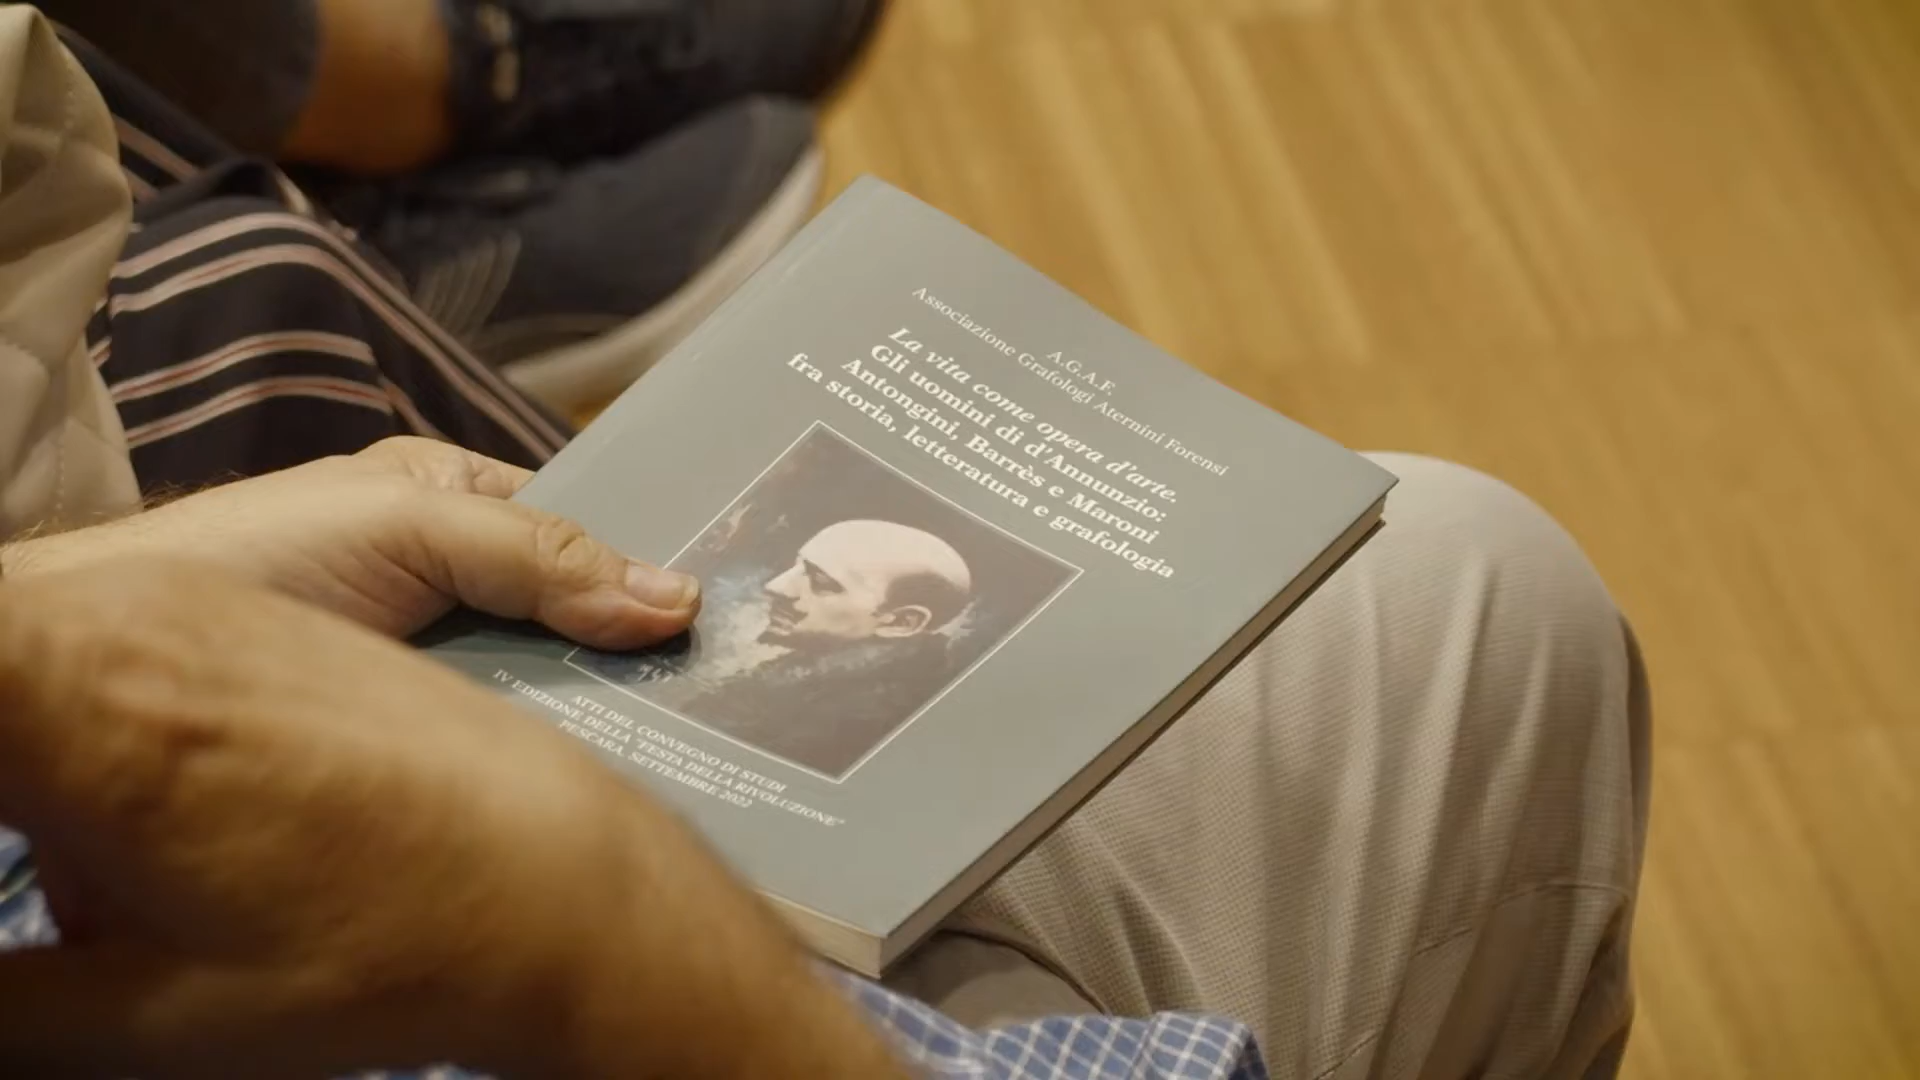 A.G.A.F.
Associazione Grafologi Aternini Forensi
La vita come opera d'arte.
Gli uomini di d'Annunzio:
Antongini, Barrès e Maroni
fra storia, letteratura e grafologia
ATTI DEL CONVEGNO DI STUDI
IV EDIZIONE DELLA "FESTA DELLA RIVOLUZIONE"
PESCARA, SETTEMBRE 2022